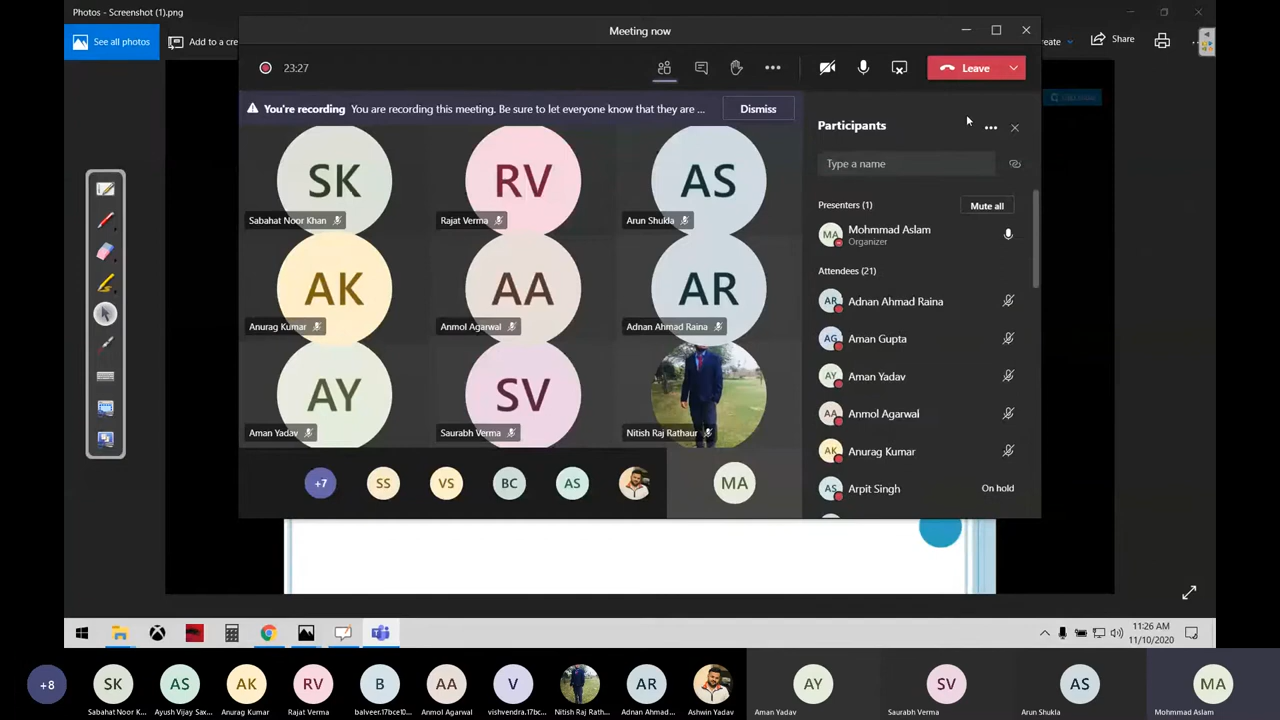 Photos - Screenshot (1).png
See all photos
Add to a cre
Share
Meeting now
23:27
Leave
You're recording You are recording this meeting. Be sure to let everyone know that they are ...
Dismiss
Participants
Type a name
Presenters (1)
Mute all
MA
Mohmmad Aslam
Organizer
Attendees (21)
AR Adnan Ahmad Raina
AG Aman Gupta
AY Aman Yadav
AA Anmol Agarwal
AK Anurag Kumar
AS Arpit Singh
On hold
SK
RV
AS
Sabahat Noor Khan
Rajat Verma
Arun Shukla
AK
AA
AR
Anurag Kumar
Anmol Agarwal
Adnan Ahmad Raina
AY
SV
Aman Yadav
Saurabh Verma
Nitish Raj Rathaur
+7
SS
VS
BC
AS
MA
11:26 AM
11/10/2020
+8
SK
AS
AK
RV
B
AA
V
AR
AY
SV
AS
MA
Sabahat Noor K...
Ayush Vijay Sax...
Anurag Kumar
Rajat Verma
balveer.17bce10...
Anmol Agarwal
vishvendra.17bc...
Nitish Raj Rath...
Adnan Ahmad...
Ashwin Yadav
Aman Yadav
Saurabh Verma
Arun Shukla
Mohmmad Aslam